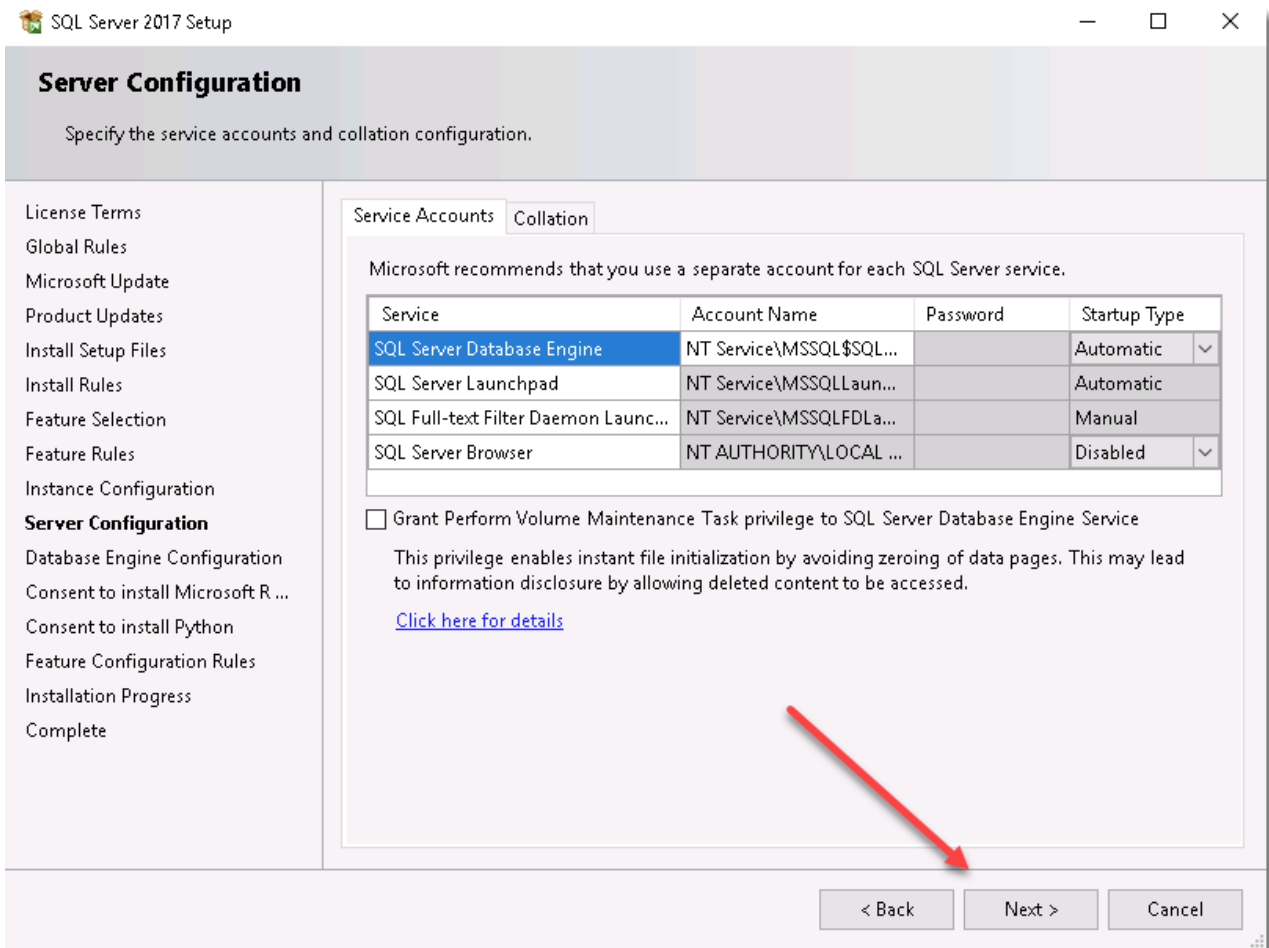 SQL Server 2017 Setup
Server Configuration
Specify the service accounts and collation configuration.
License Terms
Global Rules
Microsoft Update
Product Updates
Install Setup Files
Install Rules
Feature Selection
Feature Rules
Instance Configuration
Server Configuration
Database Engine Configuration
Consent to install Microsoft R ...
Consent to install Python
Feature Configuration Rules
Installation Progress
Complete
Service Accounts Collation
Microsoft recommends that you use a separate account for each SQL Server service.
Service Account Name Password Startup Type
SQL Server Database Engine NT Service\MSSQL$SQL... Automatic
SQL Server Launchpad NT Service\MSSQLLaun... Automatic
SQL Full-text Filter Daemon Launc... NT Service\MSSQLFDLa... Manual
SQL Server Browser NT AUTHORITY\LOCAL ... Disabled
Grant Perform Volume Maintenance Task privilege to SQL Server Database Engine Service
This privilege enables instant file initialization by avoiding zeroing of data pages. This may lead
to information disclosure by allowing deleted content to be accessed.
Click here for details
< Back Next > Cancel